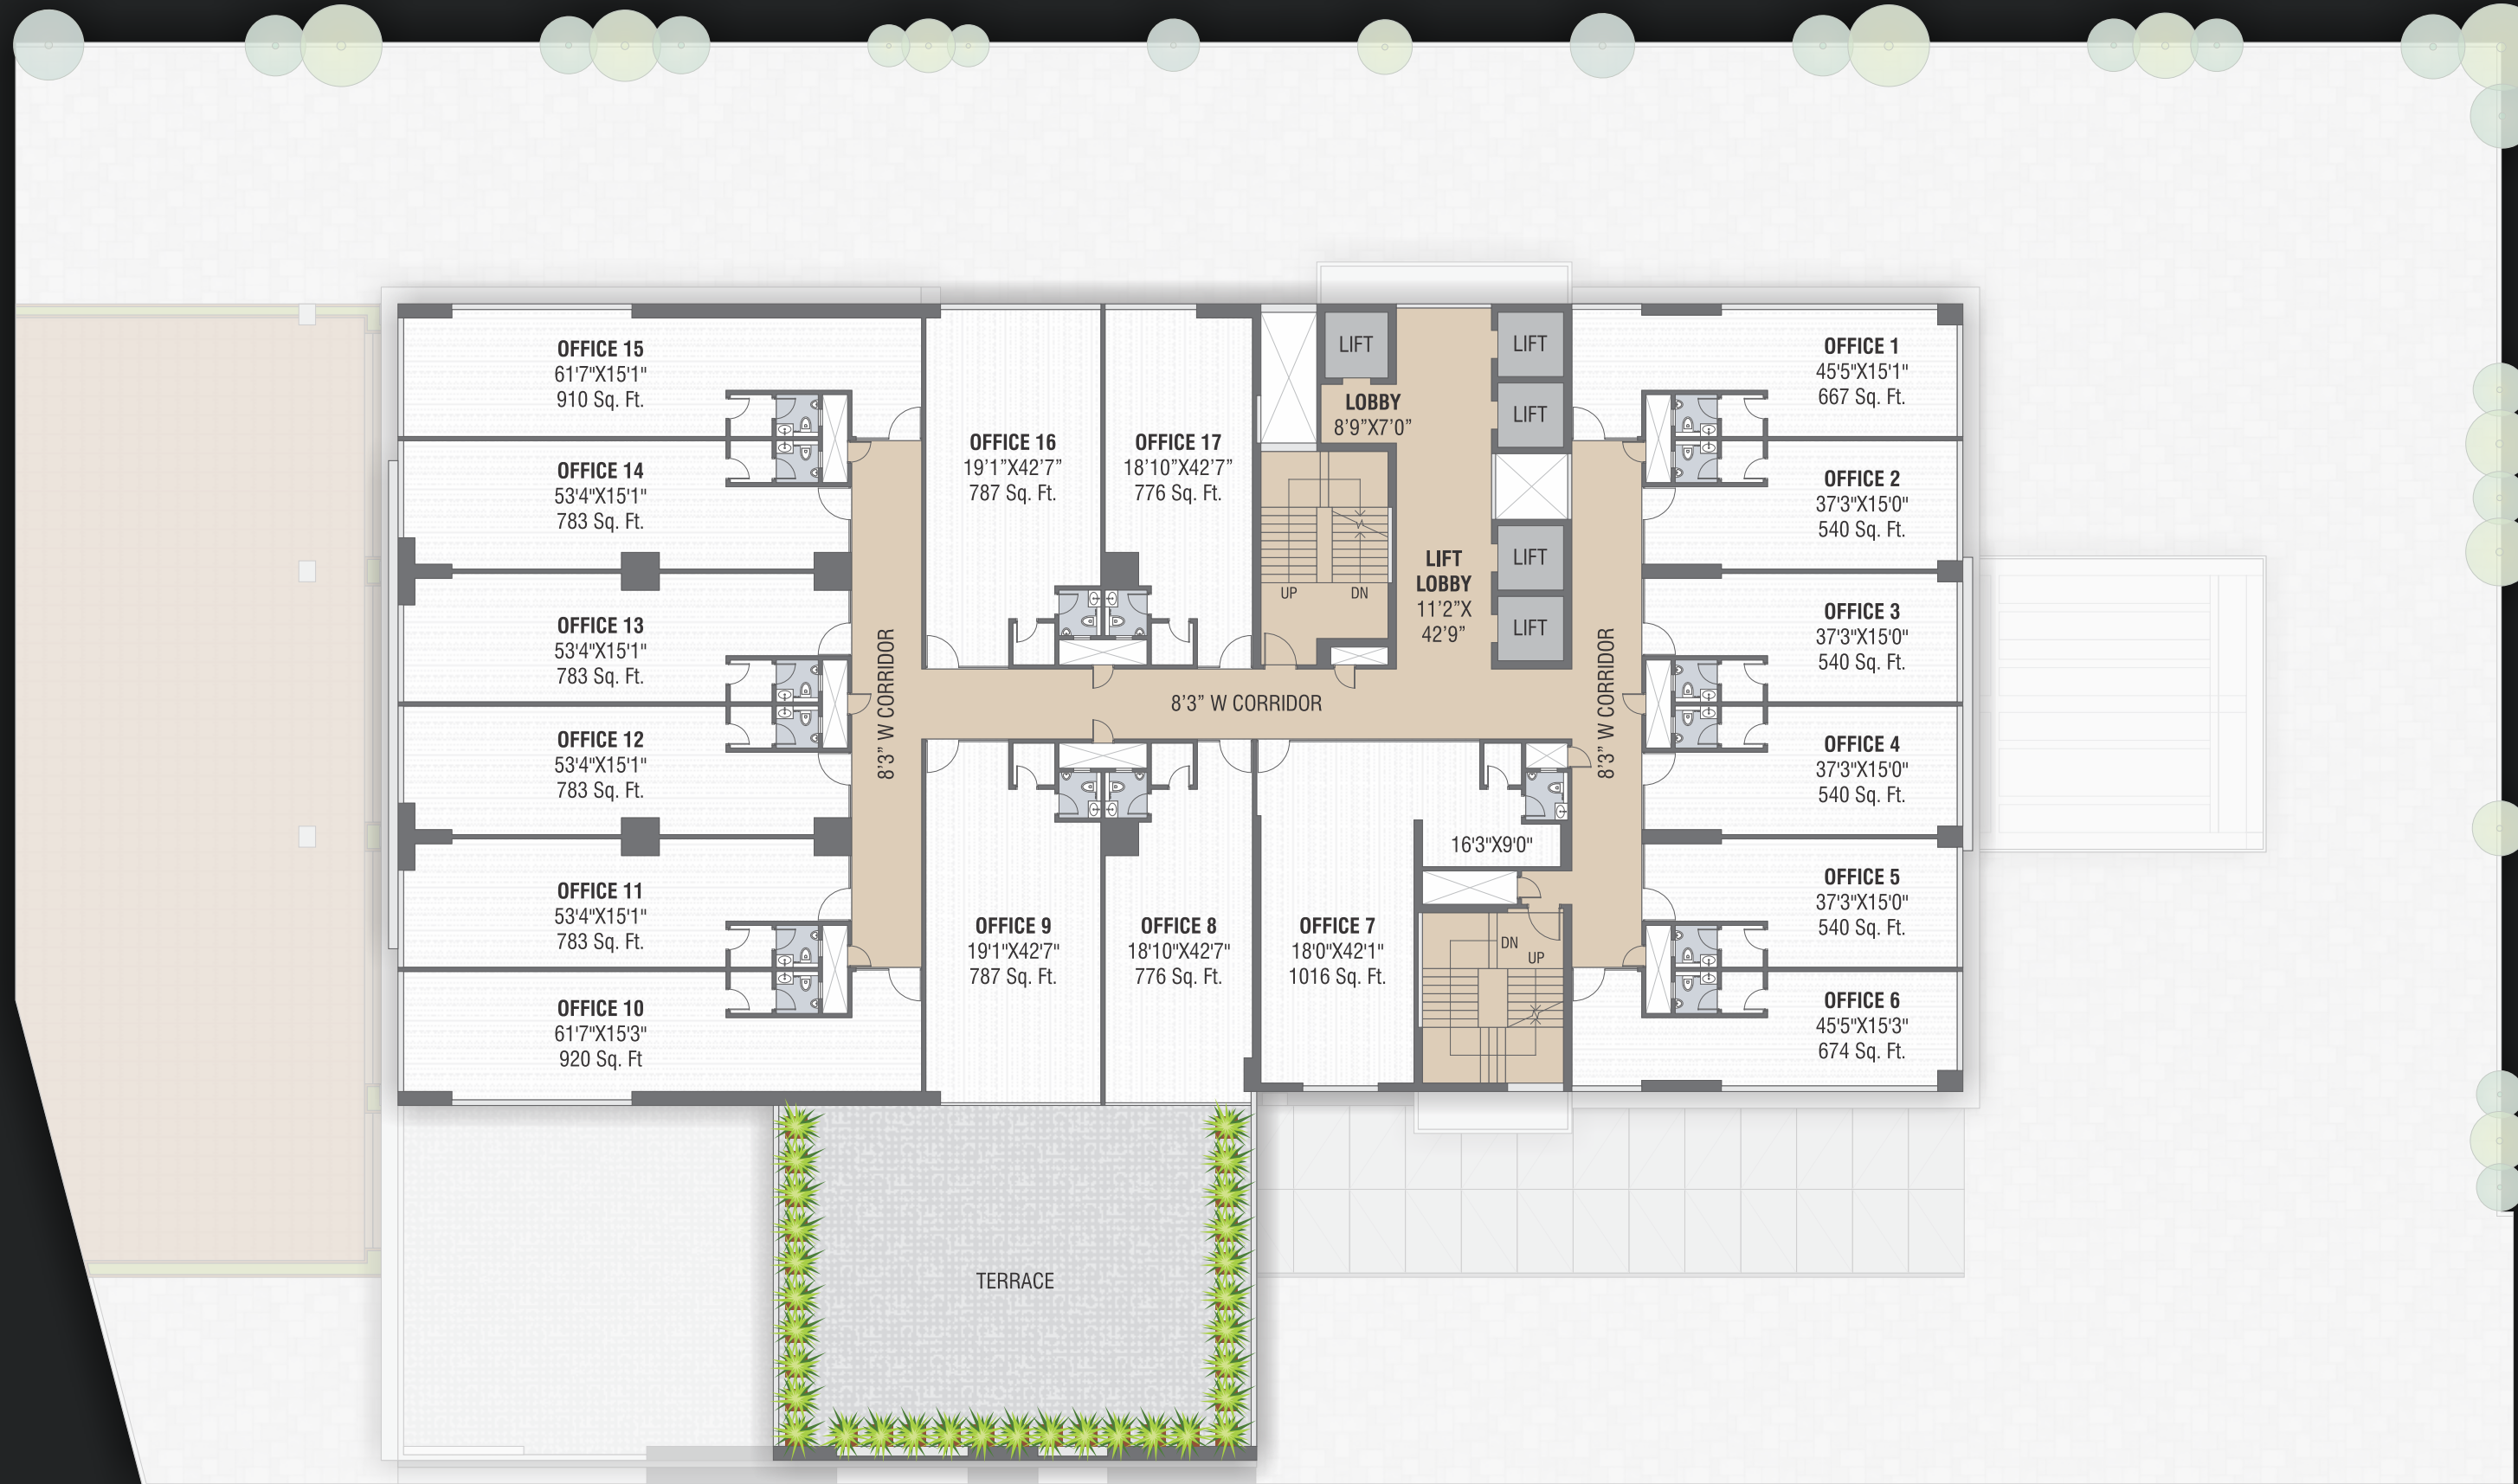 OFFICE 15
61'7"X15'1"
910 Sq. Ft.
OFFICE 14
53'4"X15'1"
783 Sq. Ft.
OFFICE 13
53'4"X15'1"
783 Sq. Ft.
OFFICE 12
53'4"X15'1"
783 Sq. Ft.
OFFICE 11
53'4"X15'1"
783 Sq. Ft.
OFFICE 10
61'7"X15'3"
920 Sq. Ft
8'3” W CORRIDOR
OFFICE 16
19'1”X42'7”
787 Sq. Ft.
OFFICE 17
18'10”X42'7”
776 Sq. Ft.
LIFT
LOBBY
8'9”X7'0”
UP
DN
LIFT
LOBBY
11'2”X
42'9”
LIFT
LIFT
LIFT
LIFT
8'3” W CORRIDOR
8'3” W CORRIDOR
OFFICE 9
19'1"X42'7"
787 Sq. Ft.
OFFICE 8
18'10"X42'7"
776 Sq. Ft.
OFFICE 7
18'0"X42'1"
1016 Sq. Ft.
16'3"X9'0"
DN
UP
OFFICE 1
45'5"X15'1"
667 Sq. Ft.
OFFICE 2
37'3"X15'0"
540 Sq. Ft.
OFFICE 3
37'3"X15'0"
540 Sq. Ft.
OFFICE 4
37'3"X15'0"
540 Sq. Ft.
OFFICE 5
37'3"X15'0"
540 Sq. Ft.
OFFICE 6
45'5"X15'3"
674 Sq. Ft.
TERRACE